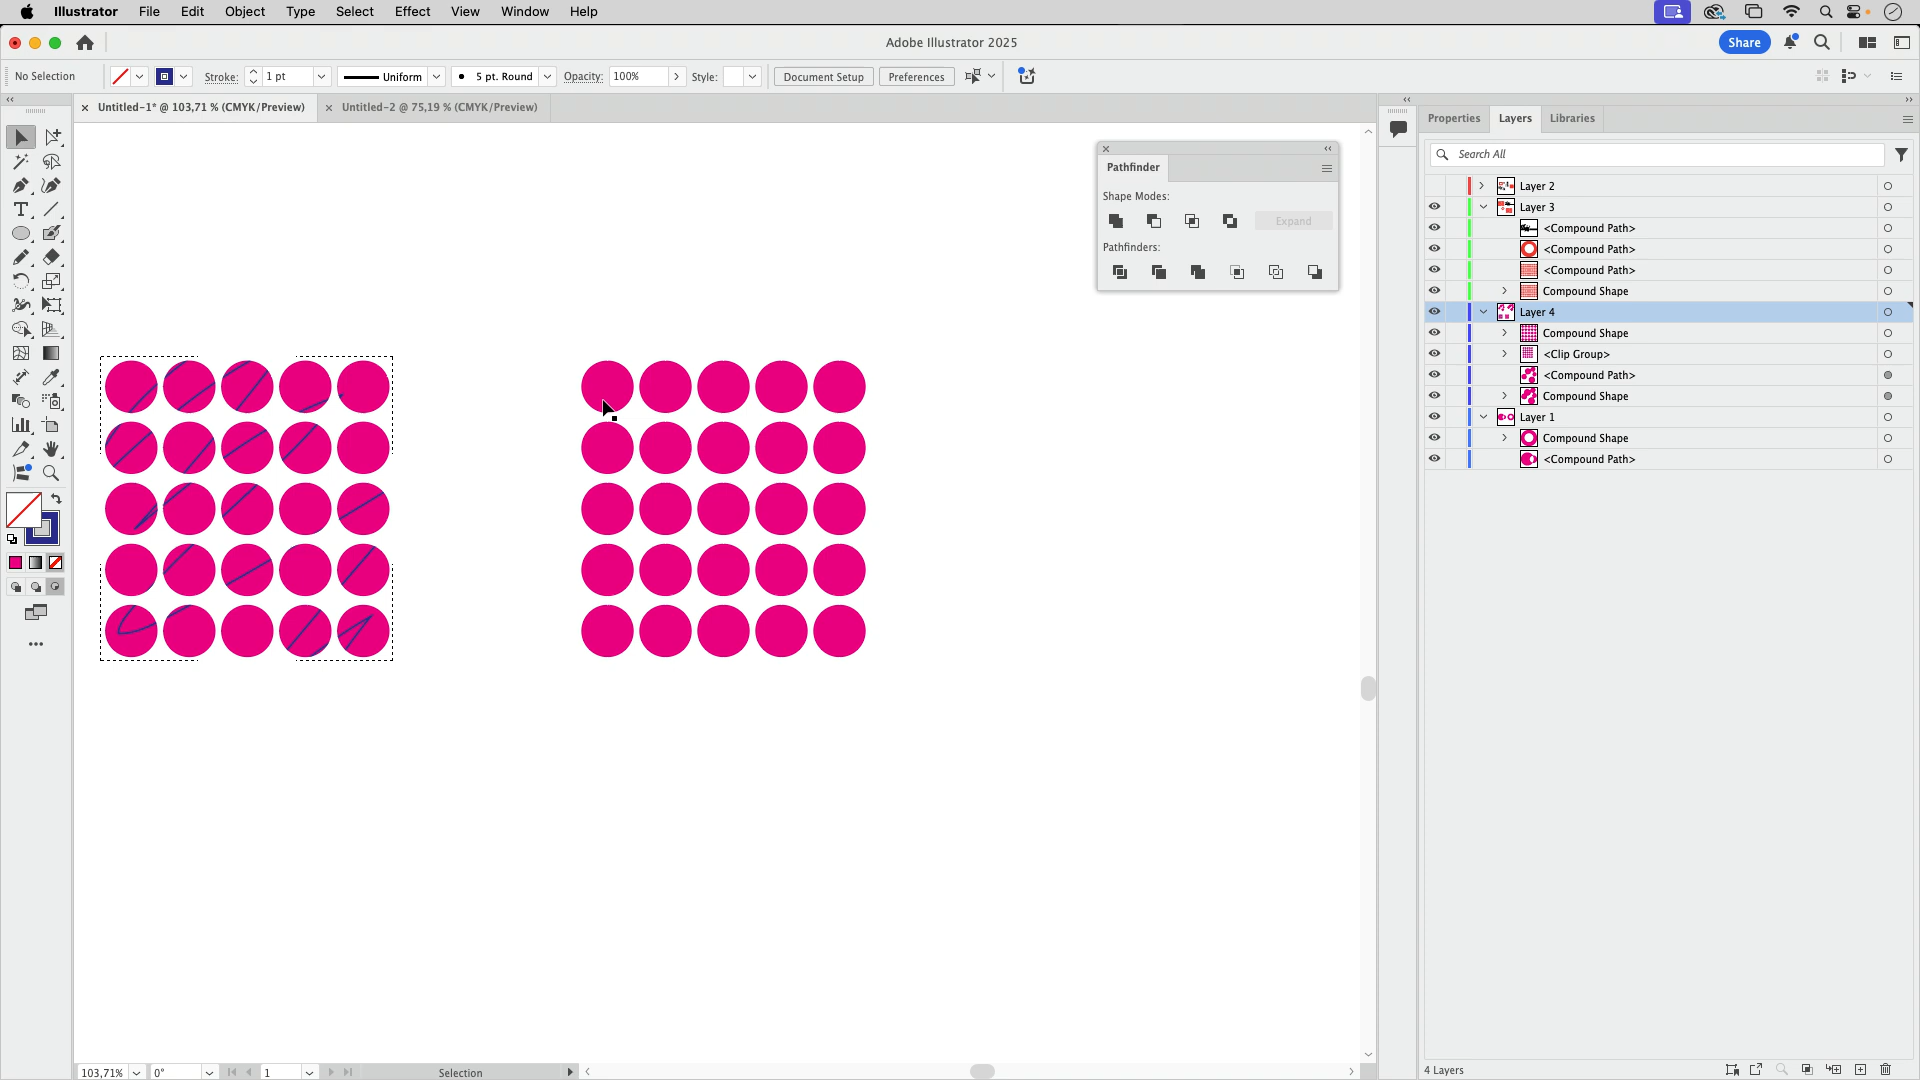 Illustrator File Edit Object Type Select Effect View Window Help
Adobe Illustrator 2025
Share
No Selection
Stroke: 1 pt
Uniform
5 pt. Round
Opacity: 100%
Style:
Document Setup
Preferences
Untitled-1* @ 103,71 % (CMYK/Preview)
Untitled-2 @ 75,19 % (CMYK/Preview)
Pathfinder
Shape Modes:
Expand
Pathfinders:
Properties
Layers
Libraries
Search All
Layer 2
Layer 3
<Compound Path>
<Compound Path>
<Compound Path>
Compound Shape
Layer 4
Compound Shape
<Clip Group>
<Compound Path>
Compound Shape
Layer 1
Compound Shape
<Compound Path>
103,71%
0°
1
Selection
4 Layers